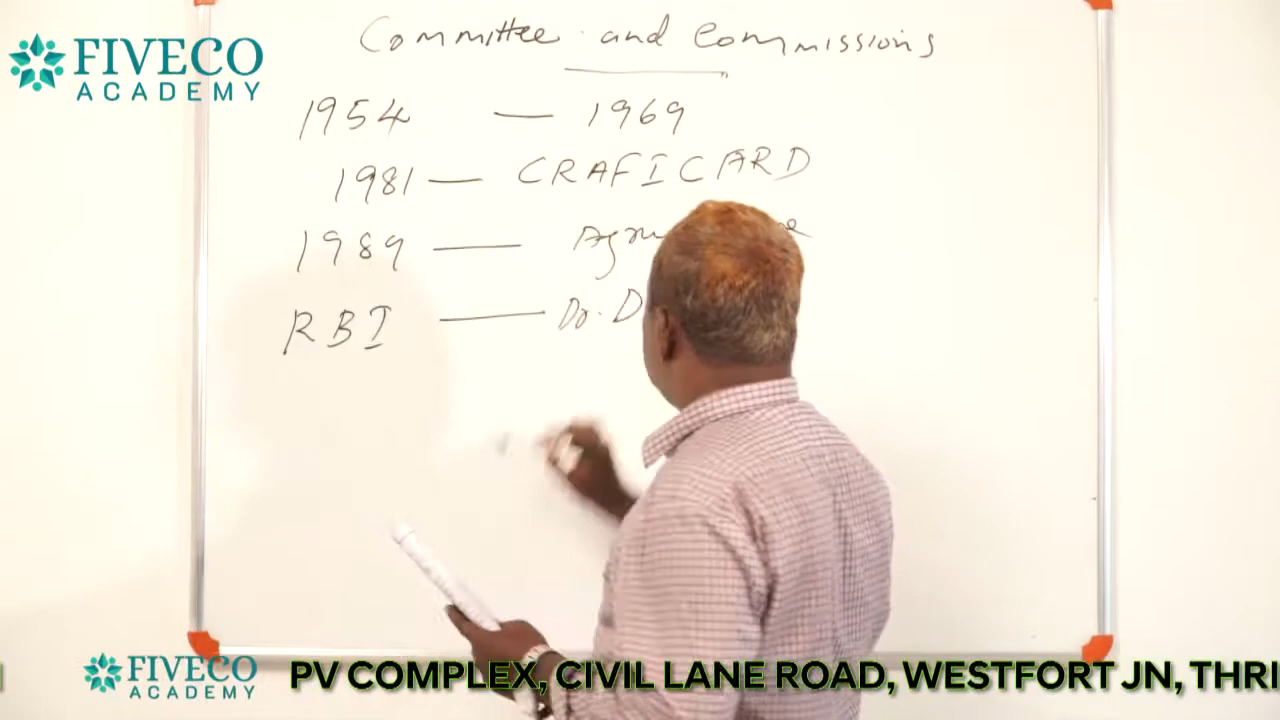 Committee and Commissions
FIVECO
ACADEMY
1954 — 1969
1981 — CRAFICARD
1989 —
RBI — Dr. D
FIVECO
ACADEMY
PV COMPLEX, CIVIL LANE ROAD, WESTFORT JN, THRI